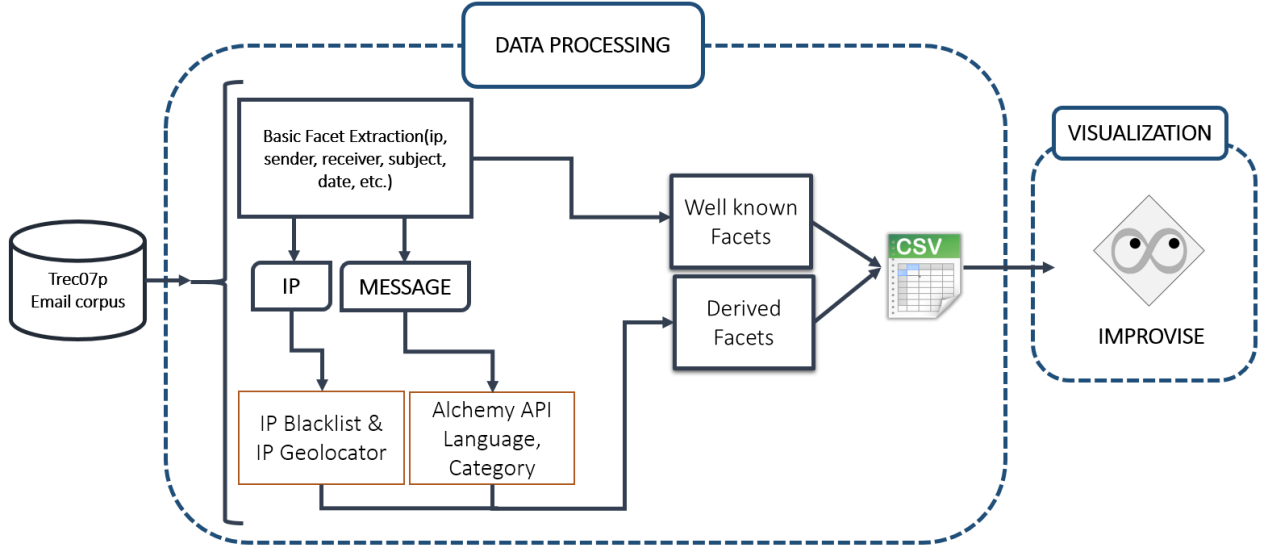 DATA PROCESSING
VISUALIZATION
Basic Facet Extraction(ip,
sender, receiver, subject,
date, etc.)
Trec07p
Email corpus
IP
MESSAGE
IP Blacklist &
IP Geolocator
Alchemy API
Language,
Category
Well known
Facets
Derived
Facets
CSV
IMPROVISE